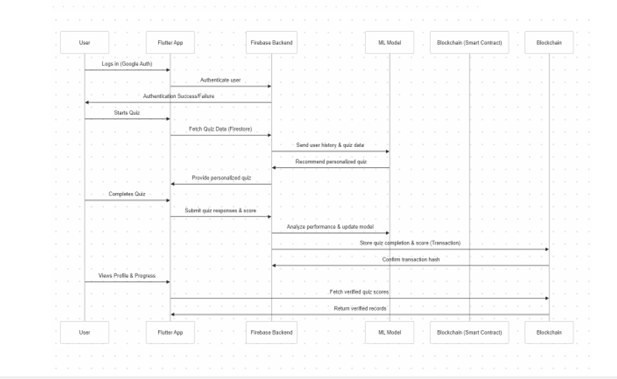 User Flutter App Firebase Backend ML Model Blockchain (Smart Contract) Blockchain
Logs in (Google Auth)
Authenticate user
Authentication Success/Failure
Starts Quiz
Fetch Quiz Data (Firestore)
Send user history & quiz data
Recommend personalized quiz
Provide personalized quiz
Completes Quiz
Submit quiz responses & score
Analyze performance & update model
Store quiz completion & score (Transaction)
Confirm transaction hash
Views Profile & Progress
Fetch verified quiz scores
Return verified records
User Flutter App Firebase Backend ML Model Blockchain (Smart Contract) Blockchain